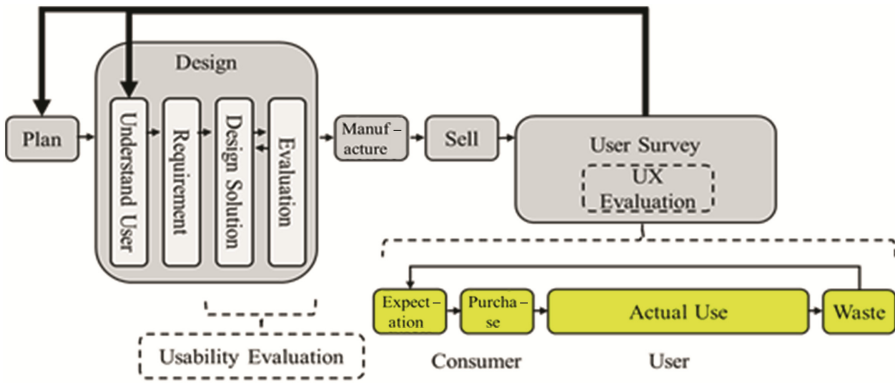 Design
Plan
Understand User
Requirement
Design Solution
Evaluation
Manuf–
acture
Sell
User Survey
UX
Evaluation
Usability Evaluation
Expect–
ation
Purcha–
se
Actual Use
Waste
Consumer
User